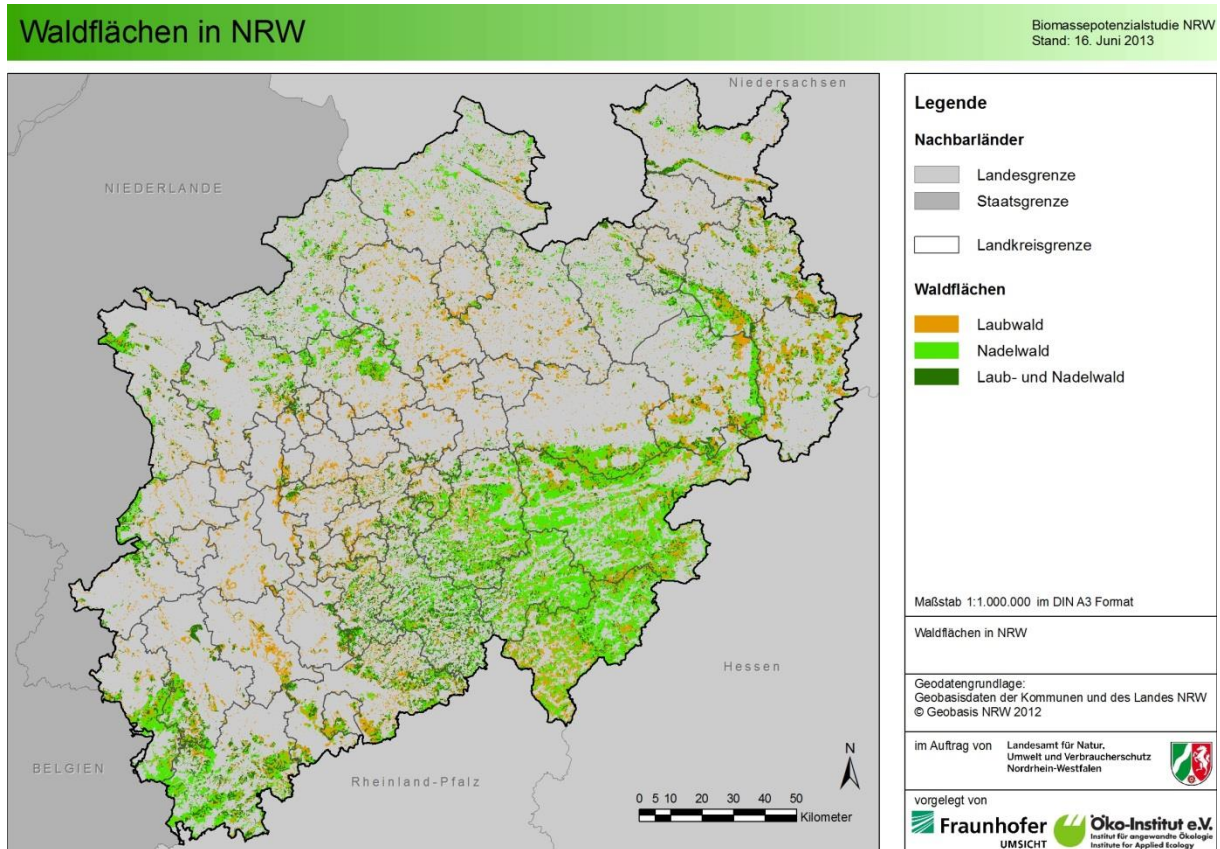 Waldflächen in NRW
Biomassepotenzialstudie NRW
Stand: 16. Juni 2013
Niedersachsen
NIEDERLANDE
BELGIEN
Rheinland-Pfalz
Hessen
N
0 5 10 20 30 40 50
Kilometer
Legende
Nachbarländer
Landesgrenze
Staatsgrenze
Landkreisgrenze
Waldflächen
Laubwald
Nadelwald
Laub- und Nadelwald
Maßstab 1:1.000.000 im DIN A3 Format
Waldflächen in NRW
Geodatengrundlage:
Geobasisdaten der Kommunen und des Landes NRW
© Geobasis NRW 2012
im Auftrag von
Landesamt für Natur,
Umwelt und Verbraucherschutz
Nordrhein-Westfalen
vorgelegt von
Fraunhofer
UMSICHT
Öko-Institut e.V.
Institut für angewandte Ökologie
Institute for Applied Ecology